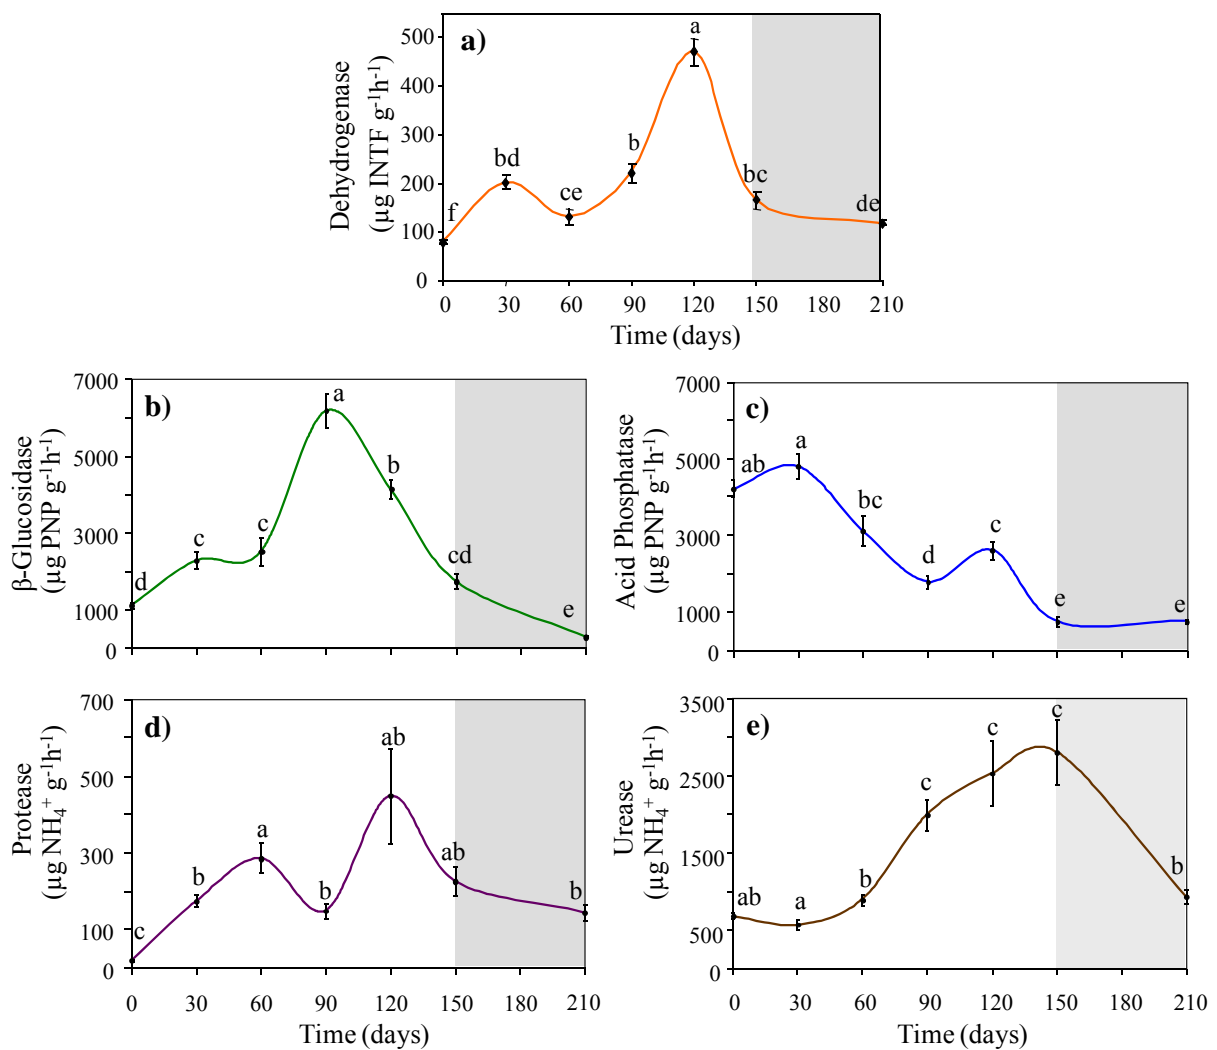 a)
Dehydrogenase
(µg INTF g-1h-1)
500
400
300
200
100
0
f
bd
ce
b
a
bc
de
0 30 60 90 120 150 180 210
Time (days)
b)
β-Glucosidase
(µg PNP g-1h-1)
7000
5000
3000
1000
0
d
c
c
a
b
cd
e
c)
Acid Phosphatase
(µg PNP g-1h-1)
7000
5000
3000
1000
0
ab
a
bc
d
c
e
e
d)
Protease
(µg NH4+ g-1h-1)
700
500
300
100
0
c
b
a
b
ab
ab
b
0 30 60 90 120 150 180 210
Time (days)
e)
Urease
(µg NH4+ g-1h-1)
3500
2500
1500
500
0
ab
a
b
c
c
c
b
0 30 60 90 120 150 180 210
Time (days)